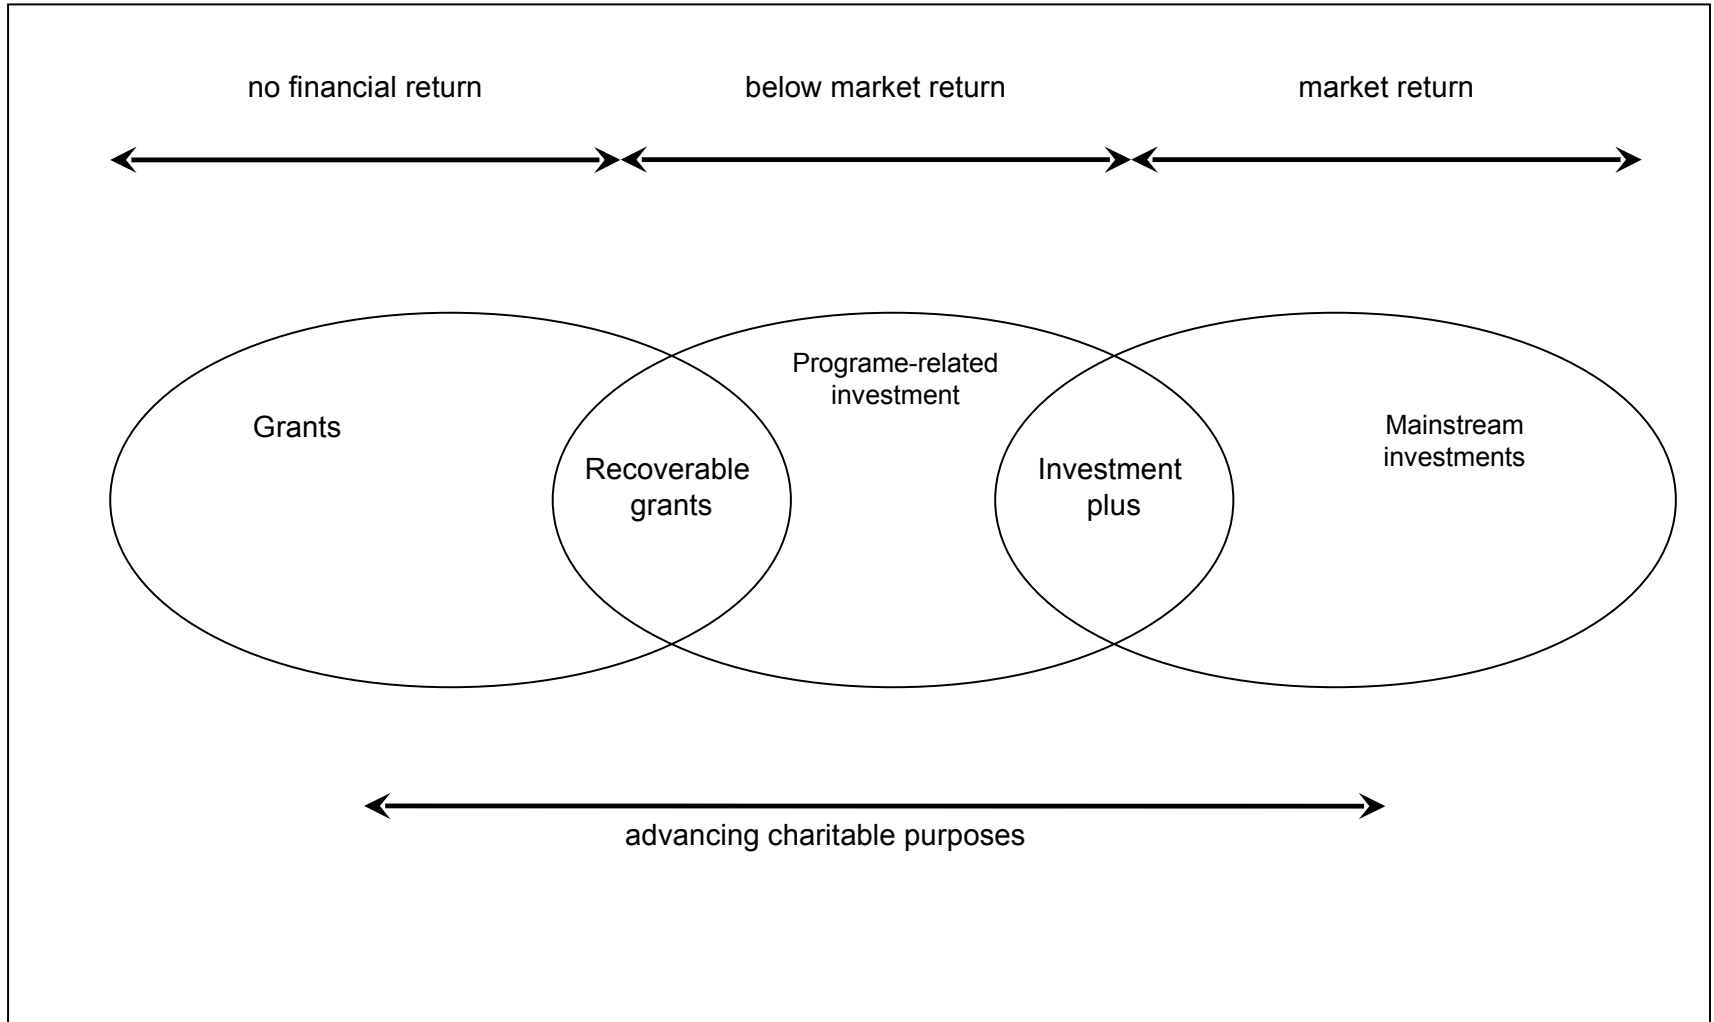 no financial return
below market return
market return
Programe-related
investment
Grants
Mainstream
investments
Recoverable
grants
Investment
plus
advancing charitable purposes